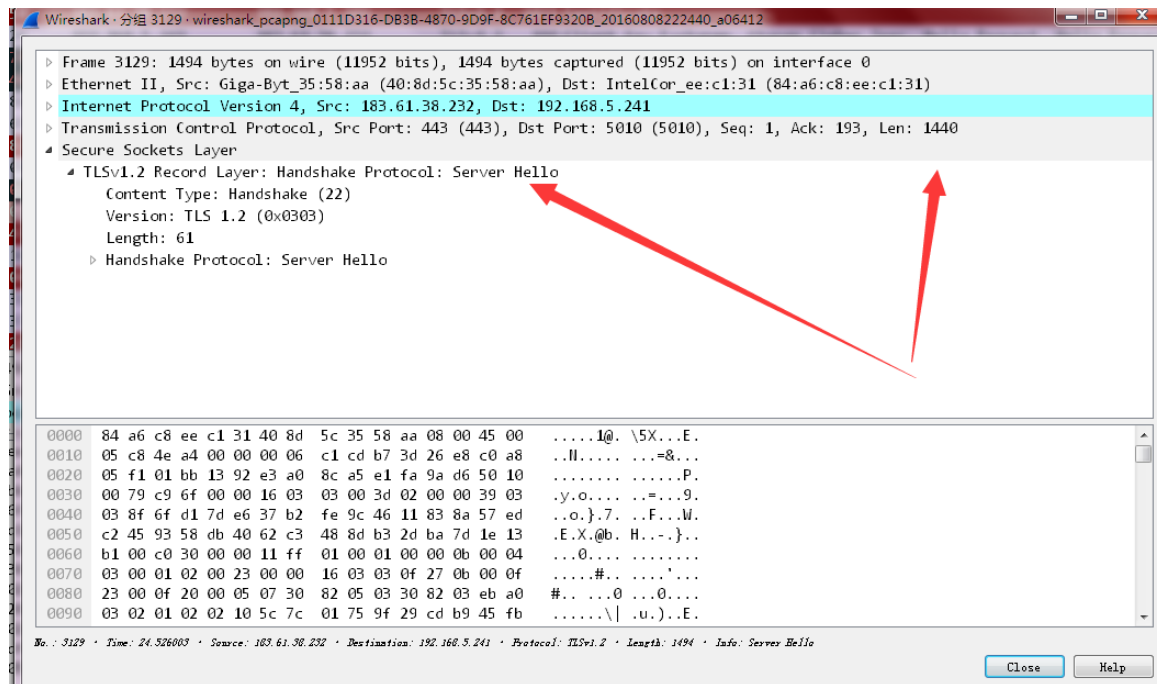 Wireshark · 分组 3129 · wireshark_pcapng_0111D316-DB3B-4870-9D9F-8C761EF9320B_20160808222440_a06412
Frame 3129: 1494 bytes on wire (11952 bits), 1494 bytes captured (11952 bits) on interface 0
Ethernet II, Src: Giga-Byt_35:58:aa (40:8d:5c:35:58:aa), Dst: IntelCor_ee:c1:31 (84:a6:c8:ee:c1:31)
Internet Protocol Version 4, Src: 183.61.38.232, Dst: 192.168.5.241
Transmission Control Protocol, Src Port: 443 (443), Dst Port: 5010 (5010), Seq: 1, Ack: 193, Len: 1440
Secure Sockets Layer
TLSv1.2 Record Layer: Handshake Protocol: Server Hello
Content Type: Handshake (22)
Version: TLS 1.2 (0x0303)
Length: 61
Handshake Protocol: Server Hello
0000 84 a6 c8 ee c1 31 40 8d 5c 35 58 aa 08 00 45 00 .....1@. \5X...E.
0010 05 c8 4e a4 00 00 00 06 c1 cd b7 3d 26 e8 c0 a8 ..N..... ...=&...
0020 05 f1 01 bb 13 92 e3 a0 8c a5 e1 fa 9a d6 50 10 ........ ......P.
0030 00 79 c9 6f 00 00 16 03 03 00 3d 02 00 00 39 03 .y.o.... ..=...9.
0040 03 8f 6f d1 7d e6 37 b2 fe 9c 46 11 83 8a 57 ed ..o.}.7. ..F...W.
0050 c2 45 93 58 db 40 62 c3 48 8d b3 2d ba 7d 1e 13 .E.X.@b. H..-.}..
0060 b1 00 c0 30 00 00 11 ff 01 00 01 00 00 0b 00 04 ...0.... ........
0070 03 00 01 02 00 23 00 00 16 03 03 0f 27 0b 00 0f .....#.. ....'...
0080 23 00 0f 20 00 05 07 30 82 05 03 30 82 03 eb a0 #.. ...0 ...0....
0090 03 02 01 02 02 10 5c 7c 01 75 9f 29 cd b9 45 fb ......\| .u.)..E.
No.: 3129 · Time: 24.526003 · Source: 183.61.38.232 · Destination: 192.168.5.241 · Protocol: TLSv1.2 · Length: 1494 · Info: Server Hello
Close Help